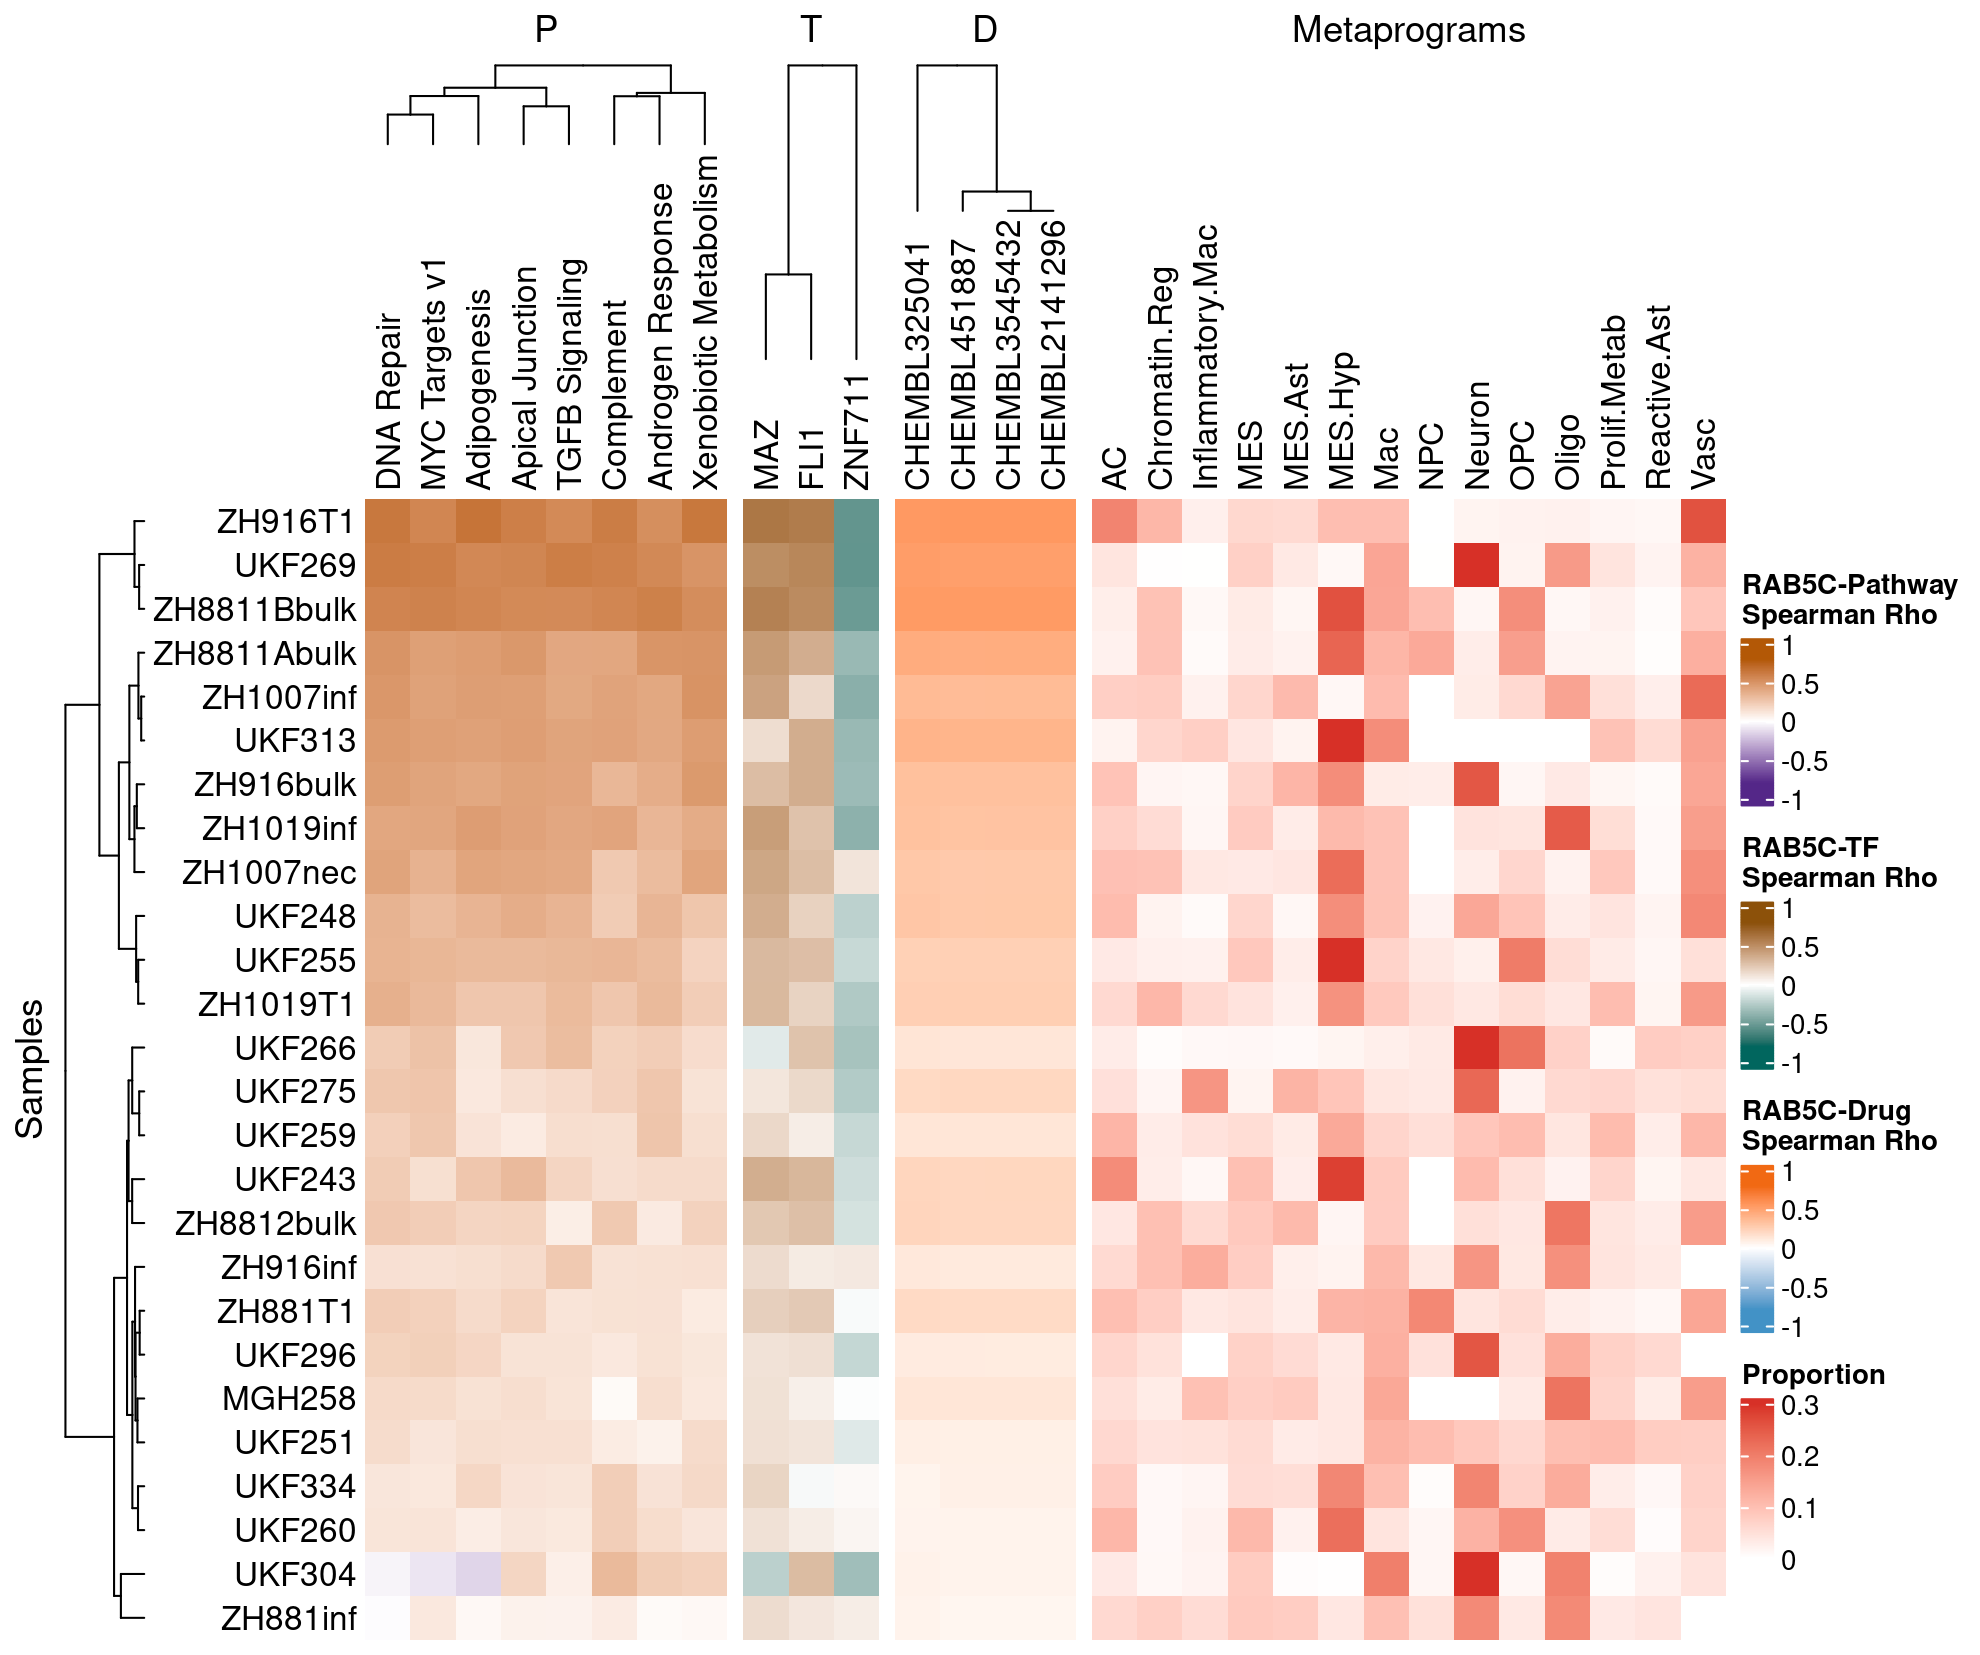 P
T
D
Metaprograms
DNA Repair
MYC Targets v1
Adipogenesis
Apical Junction
TGFB Signaling
Complement
Androgen Response
Xenobiotic Metabolism
MAZ
FLI1
ZNF711
CHEMBL325041
CHEMBL451887
CHEMBL3545432
CHEMBL2141296
AC
Chromatin.Reg
Inflammatory.Mac
MES
MES.Ast
MES.Hyp
Mac
NPC
Neuron
OPC
Oligo
Prolif.Metab
Reactive.Ast
Vasc
Samples
ZH916T1
UKF269
ZH8811Bbulk
ZH8811Abulk
ZH1007inf
UKF313
ZH916bulk
ZH1019inf
ZH1007nec
UKF248
UKF255
ZH1019T1
UKF266
UKF275
UKF259
UKF243
ZH8812bulk
ZH916inf
ZH881T1
UKF296
MGH258
UKF251
UKF334
UKF260
UKF304
ZH881inf
RAB5C-Pathway
Spearman Rho
1
0.5
0
-0.5
-1
RAB5C-TF
Spearman Rho
1
0.5
0
-0.5
-1
RAB5C-Drug
Spearman Rho
1
0.5
0
-0.5
-1
Proportion
0.3
0.2
0.1
0